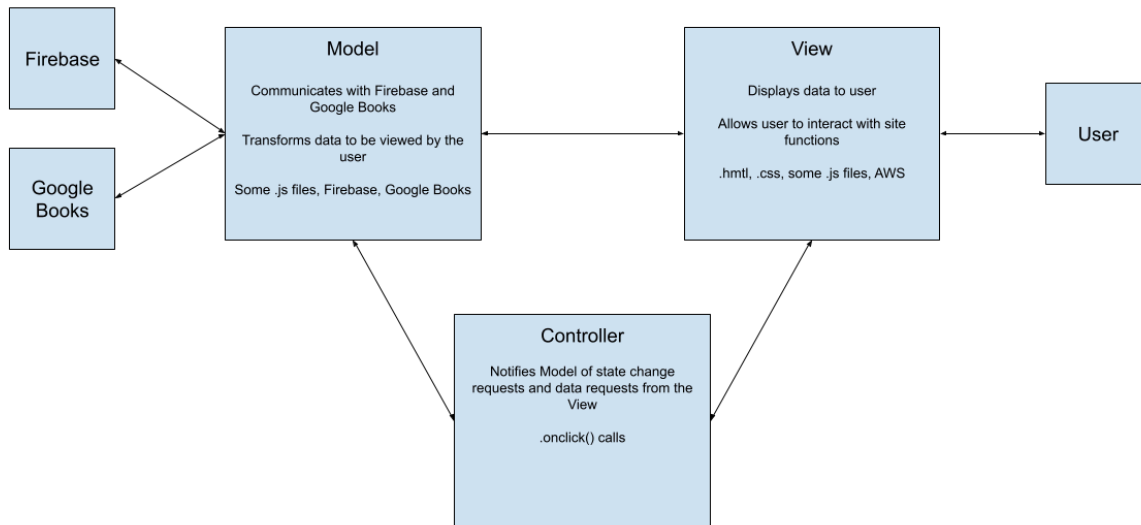 Firebase
Google
Books
Model
Communicates with Firebase and
Google Books
Transforms data to be viewed by the
user
Some .js files, Firebase, Google Books
View
Displays data to user
Allows user to interact with site
functions
.hmtl, .css, some .js files, AWS
User
Controller
Notifies Model of state change
requests and data requests from the
View
.onclick() calls